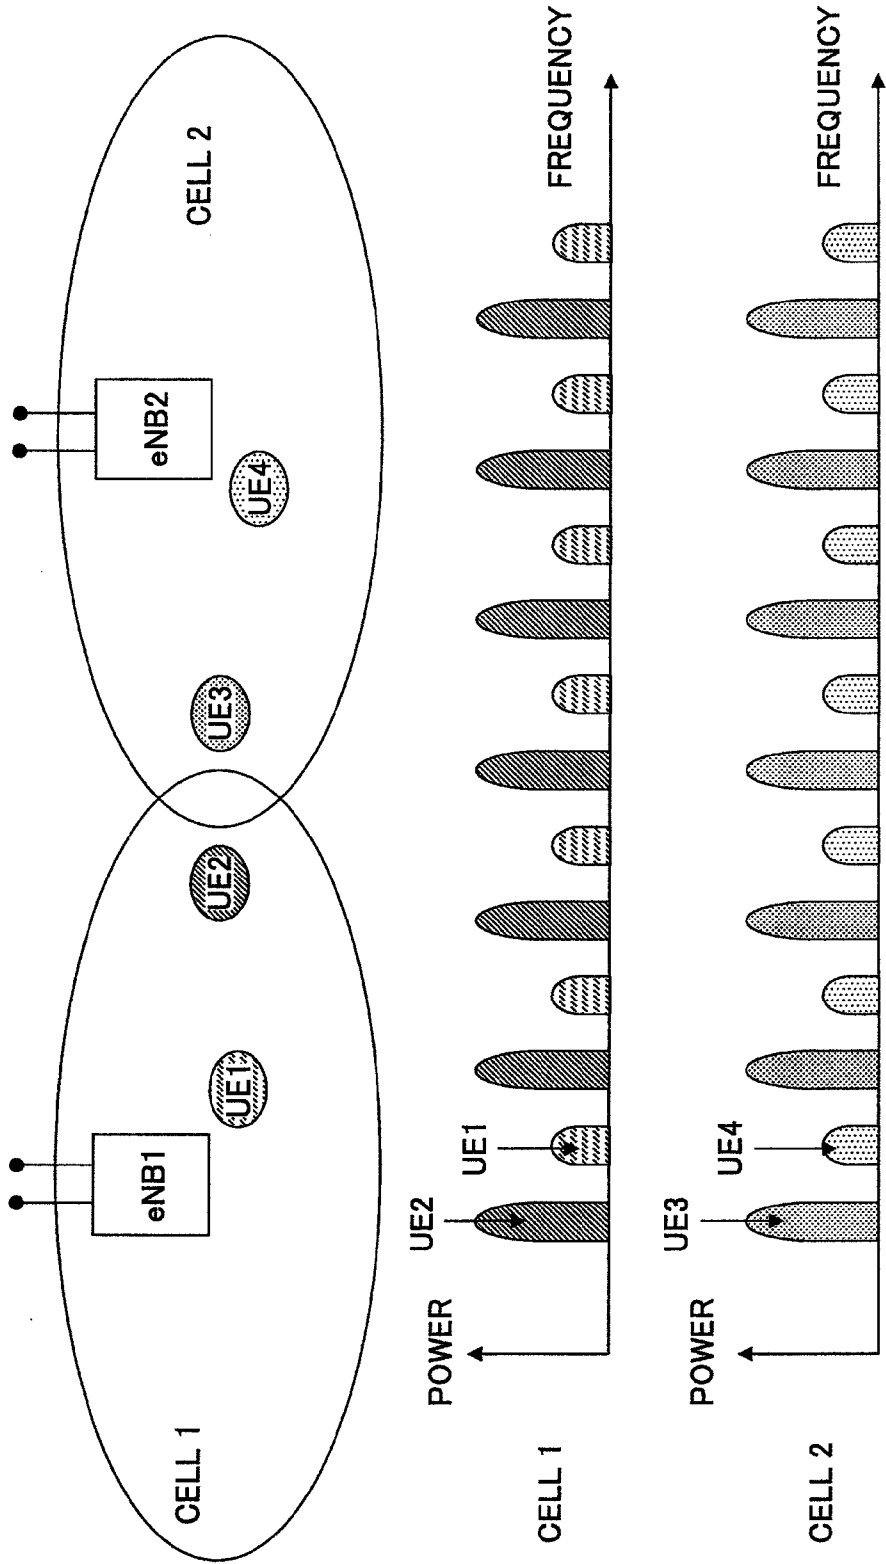 CELL 1
CELL 2
eNB1
eNB2
UE1
UE2
UE3
UE4
CELL 1
POWER
UE2
UE1
FREQUENCY
CELL 2
POWER
UE3
UE4
FREQUENCY